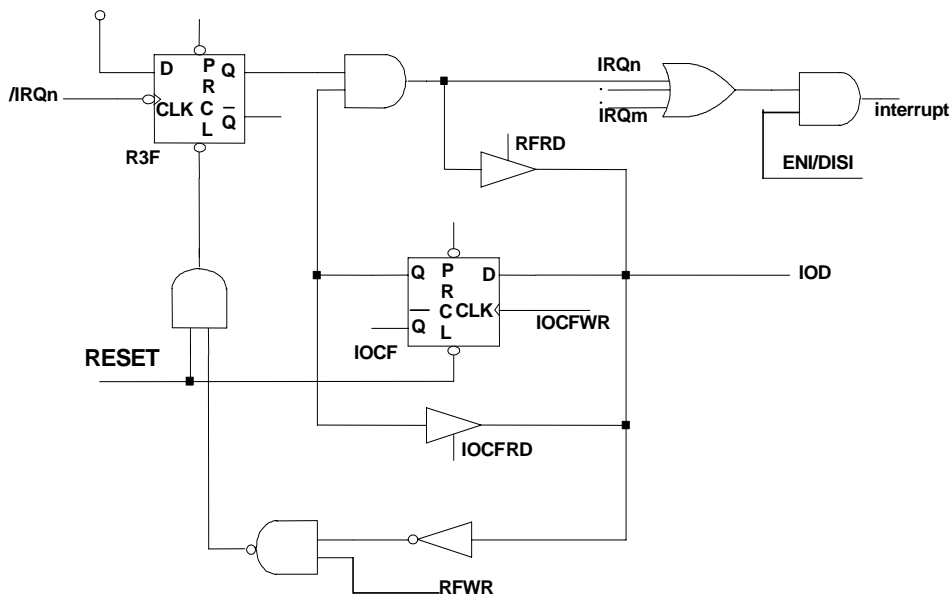 D
P
R
C
L
Q
Q
CLK
/IRQn
R3F
IRQn
:
IRQm
interrupt
ENI/DISI
RFRD
Q
P
R
C
L
D
CLK
Q
IOCF
IOCFWR
IOD
RESET
IOCFRD
RFWR